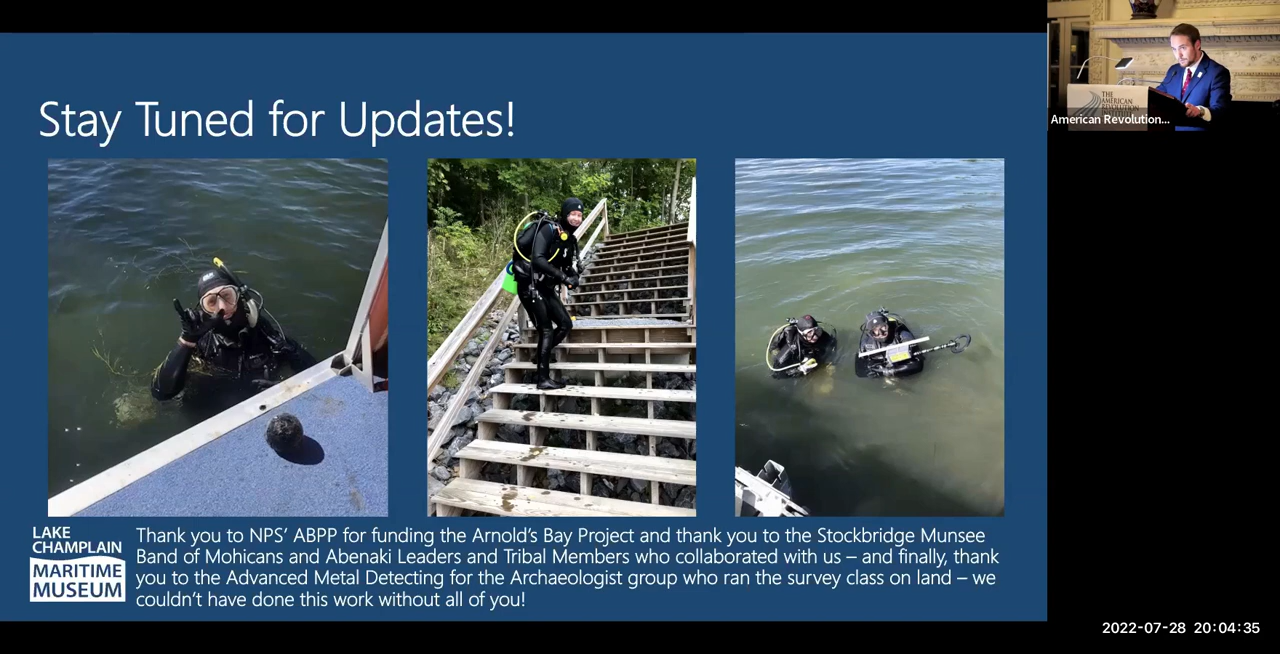 Stay Tuned for Updates!
THE
AMERICAN
REVOLUTION
American Revolution...
LAKE
CHAMPLAIN
MARITIME
MUSEUM
Thank you to NPS’ ABPP for funding the Arnold’s Bay Project and thank you to the Stockbridge Munsee
Band of Mohicans and Abenaki Leaders and Tribal Members who collaborated with us – and finally, thank
you to the Advanced Metal Detecting for the Archaeologist group who ran the survey class on land – we
couldn’t have done this work without all of you!
2022-07-28 20:04:35